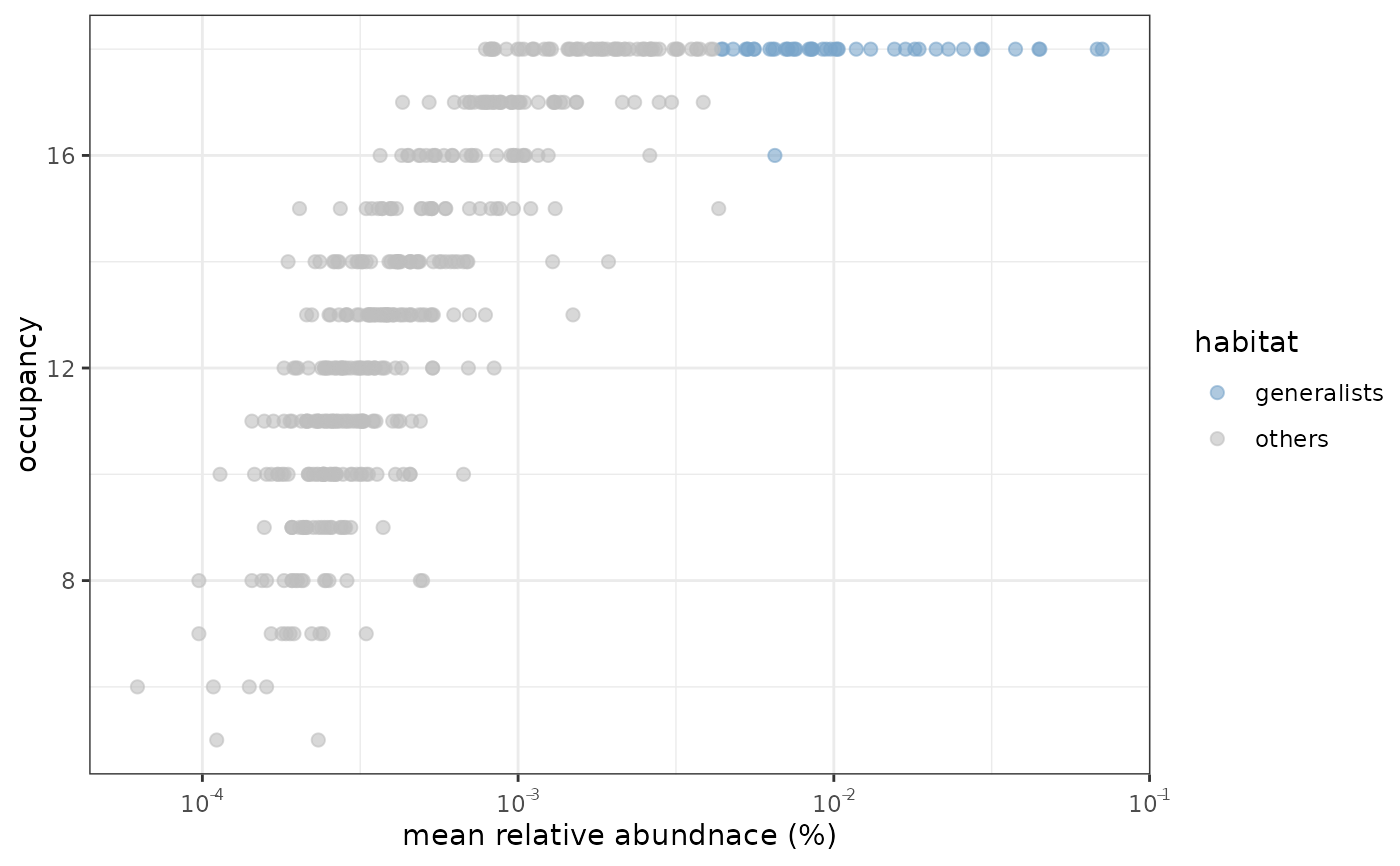 16
12
8
occupancy
10⁻⁴ 10⁻³ 10⁻² 10⁻¹
mean relative abundnace (%)
habitat
generalists
others